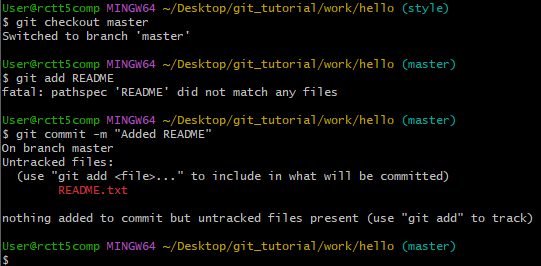 User@rctt5comp MINGW64 ~/Desktop/git_tutorial/work/hello (style)
$ git checkout master
Switched to branch 'master'

User@rctt5comp MINGW64 ~/Desktop/git_tutorial/work/hello (master)
$ git add README
fatal: pathspec 'README' did not match any files

User@rctt5comp MINGW64 ~/Desktop/git_tutorial/work/hello (master)
$ git commit -m "Added README"
On branch master
Untracked files:
  (use "git add <file>..." to include in what will be committed)
        README.txt

nothing added to commit but untracked files present (use "git add" to track)

User@rctt5comp MINGW64 ~/Desktop/git_tutorial/work/hello (master)
$